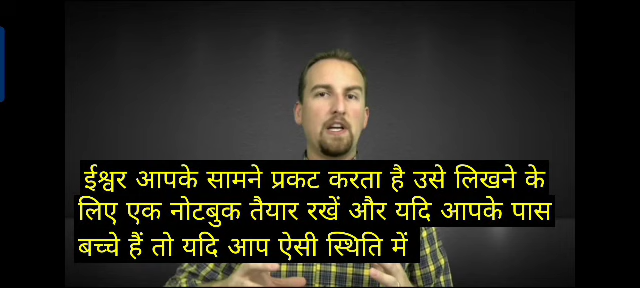 ईश्वर आपके सामने प्रकट करता है उसे लिखने के
लिए एक नोटबुक तैयार रखें और यदि आपके पास
बच्चे हैं तो यदि आप ऐसी स्थिति में